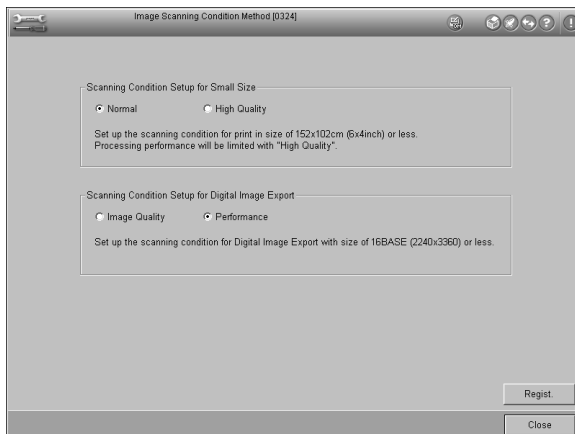 Image Scanning Condition Method [0324]
Scanning Condition Setup for Small Size
Normal
High Quality
Set up the scanning condition for print in size of 152x102cm (6x4inch) or less.
Processing performance will be limited with "High Quality".
Scanning Condition Setup for Digital Image Export
Image Quality
Performance
Set up the scanning condition for Digital Image Export with size of 16BASE (2240x3360) or less.
Regist.
Close